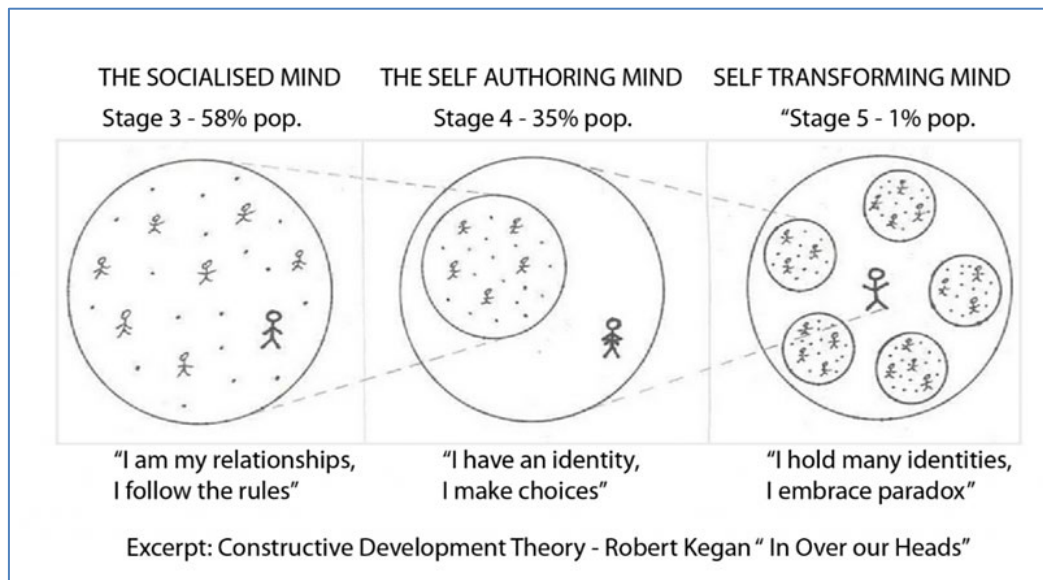 THE SOCIALISED MIND
Stage 3 - 58% pop.
THE SELF AUTHORING MIND
Stage 4 - 35% pop.
SELF TRANSFORMING MIND
“Stage 5 - 1% pop.
“I am my relationships,
I follow the rules”
“I have an identity,
I make choices”
“I hold many identities,
I embrace paradox”
Excerpt: Constructive Development Theory - Robert Kegan “ In Over our Heads”